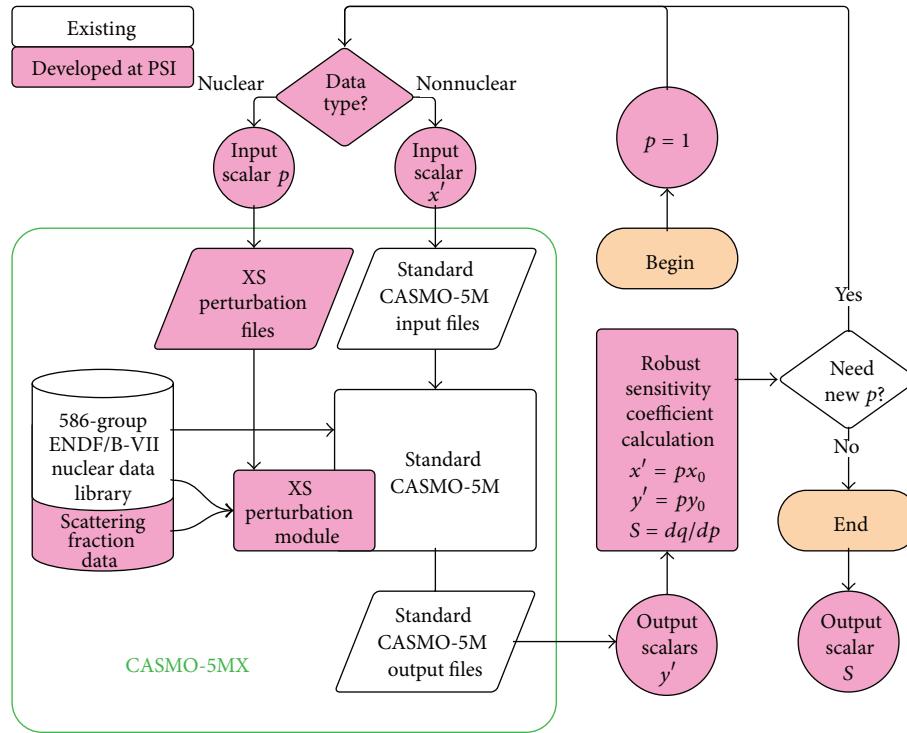 Existing
Developed at PSI
Nuclear
Data
type?
Nonnuclear
Input
scalar p
Input
scalar
x′
p = 1
Begin
XS
perturbation
files
Standard
CASMO-5M
input files
Yes
Need
new p?
No
Robust
sensitivity
coefficient
calculation
x′ = px₀
y′ = py₀
S = dq/dp
586-group
ENDF/B-VII
nuclear data
library
Scattering
fraction
data
XS
perturbation
module
Standard
CASMO-5M
End
Standard
CASMO-5M
output files
Output
scalars
y′
Output
scalar
S
CASMO-5MX